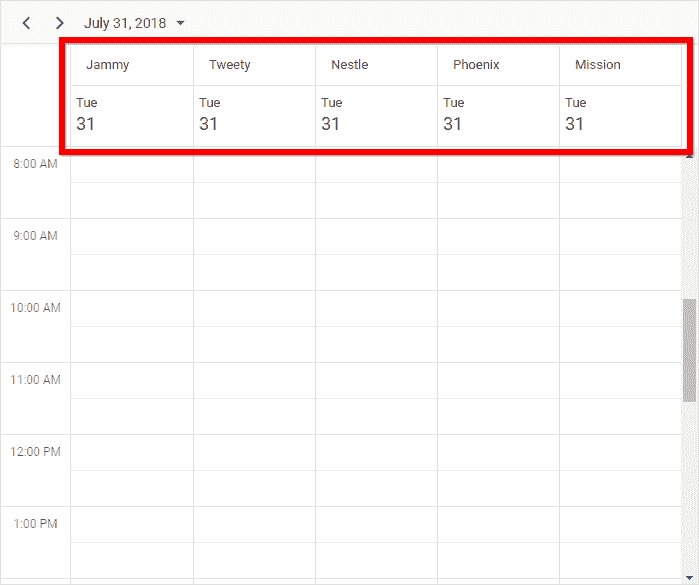 July 31, 2018
Jammy Tweety Nestle Phoenix Mission
Tue Tue Tue Tue Tue
31 31 31 31 31
8:00 AM
9:00 AM
10:00 AM
11:00 AM
12:00 PM
1:00 PM